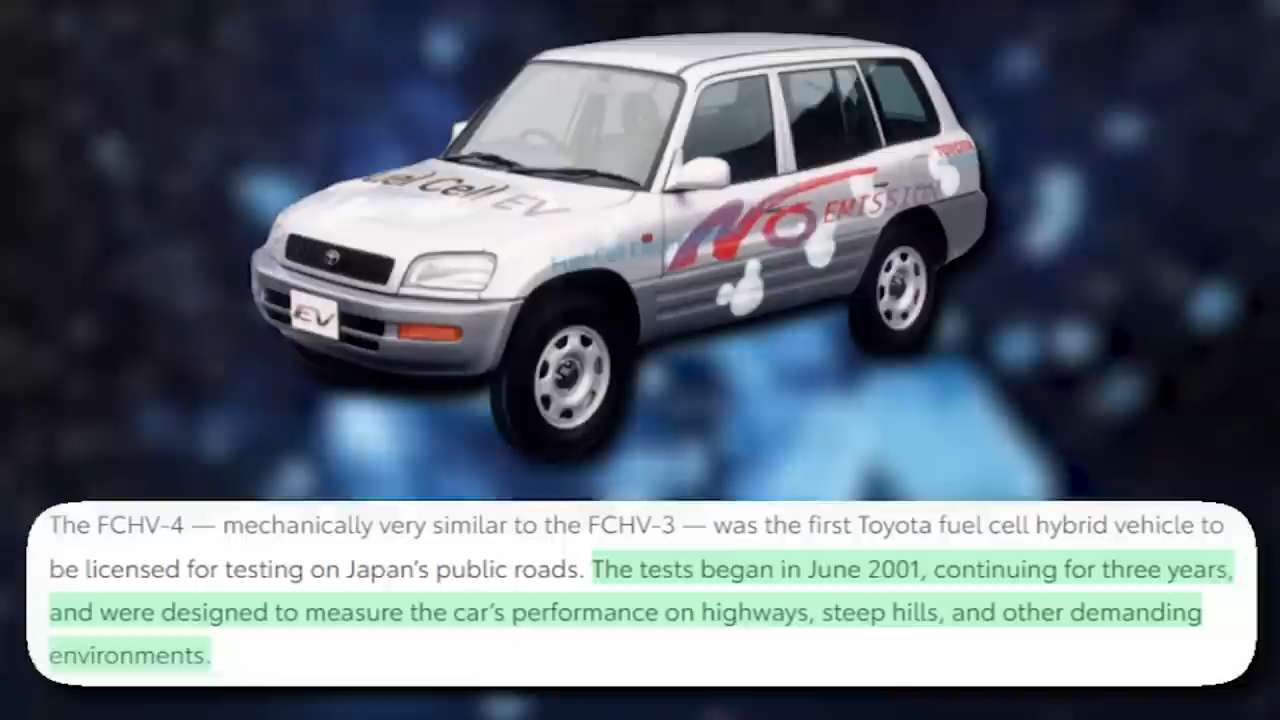 Cell EV
NO EMISSION
TOYOTA
EV
The FCHV-4 — mechanically very similar to the FCHV-3 — was the first Toyota fuel cell hybrid vehicle to
be licensed for testing on Japan's public roads. The tests began in June 2001, continuing for three years,
and were designed to measure the car's performance on highways, steep hills, and other demanding
environments.